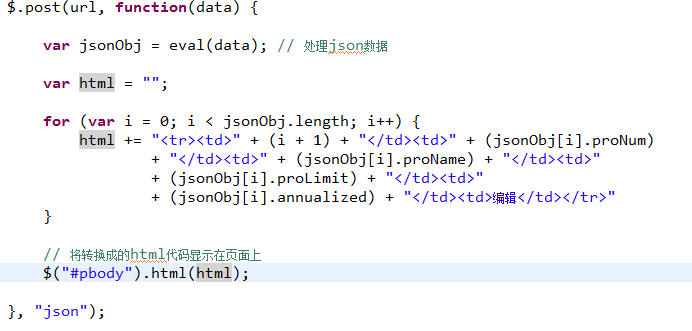 $.post(url, function(data) {
var jsonObj = eval(data); // 处理json数据
var html = "";
for (var i = 0; i < jsonObj.length; i++) {
html += "<tr><td>" + (i + 1) + "</td><td>" + (jsonObj[i].proNum)
+ "</td><td>" + (jsonObj[i].proName) + "</td><td>"
+ (jsonObj[i].proLimit) + "</td><td>"
+ (jsonObj[i].annualized) + "</td><td>编辑</td></tr>"
}
// 将转换成的html代码显示在页面上
$("#pbody").html(html);
}, "json");